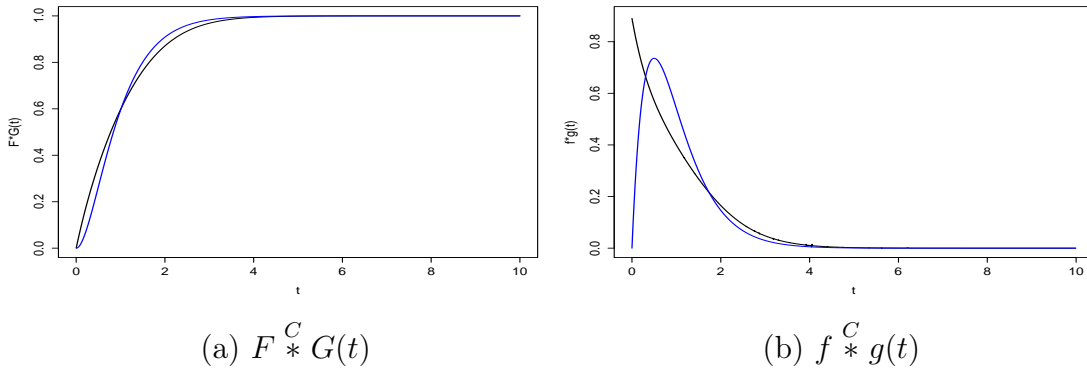 F*G(t)
0.0 0.2 0.4 0.6 0.8 1.0
0 2 4 6 8 10
t
f*g(t)
0.0 0.2 0.4 0.6 0.8
0 2 4 6 8 10
t
(a) F C* G(t)
(b) f C* g(t)